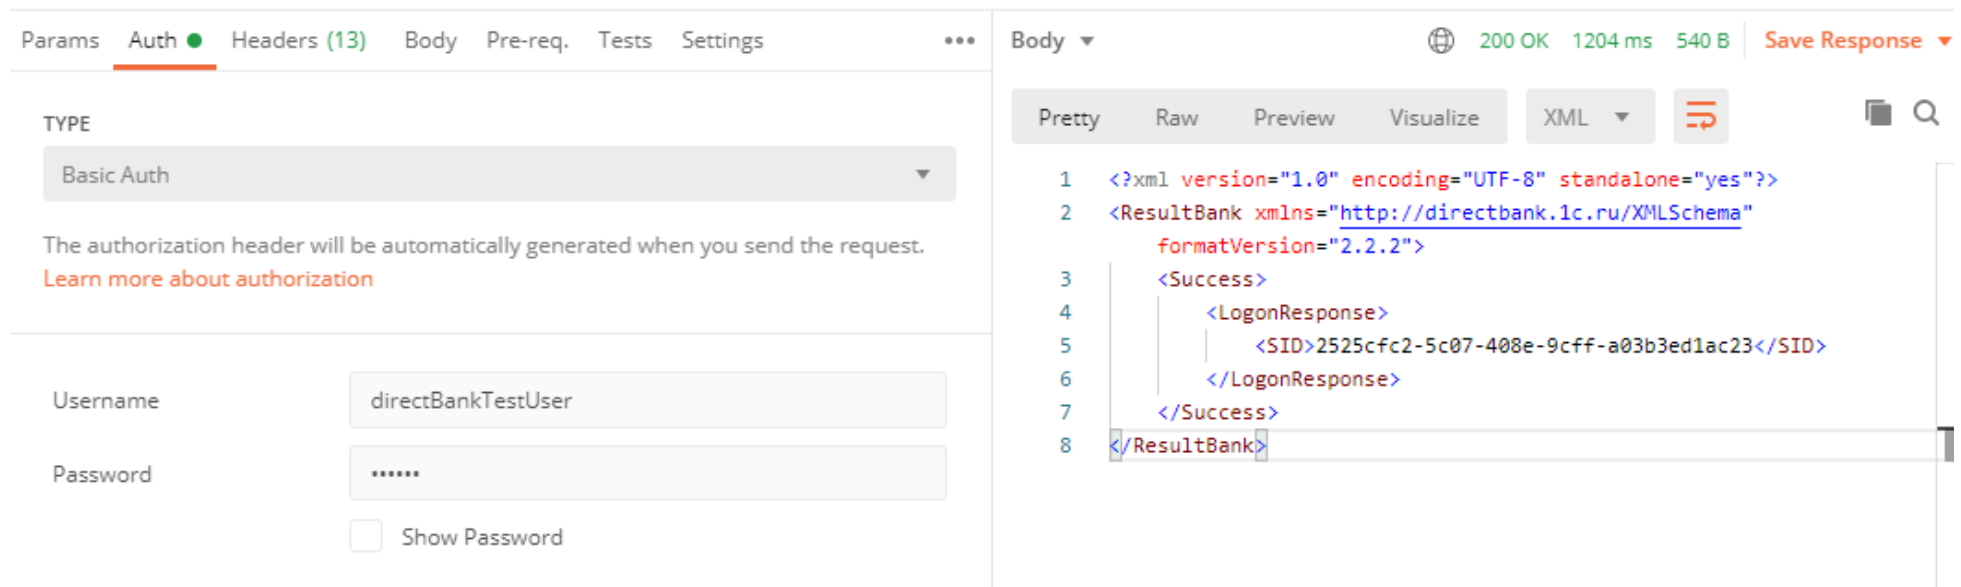 Params Auth Headers (13) Body Pre-req. Tests Settings
TYPE
Basic Auth
The authorization header will be automatically generated when you send the request.
Learn more about authorization
Username directBankTestUser
Password ••••••
Show Password
Body 200 OK 1204 ms 540 B Save Response
Pretty Raw Preview Visualize XML
1 <?xml version="1.0" encoding="UTF-8" standalone="yes"?>
2 <ResultBank xmlns="http://directbank.1c.ru/XMLSchema"
formatVersion="2.2.2">
3 <Success>
4 <LogonResponse>
5 <SID>2525cfc2-5c07-408e-9cff-a03b3ed1ac23</SID>
6 </LogonResponse>
7 </Success>
8 </ResultBank>